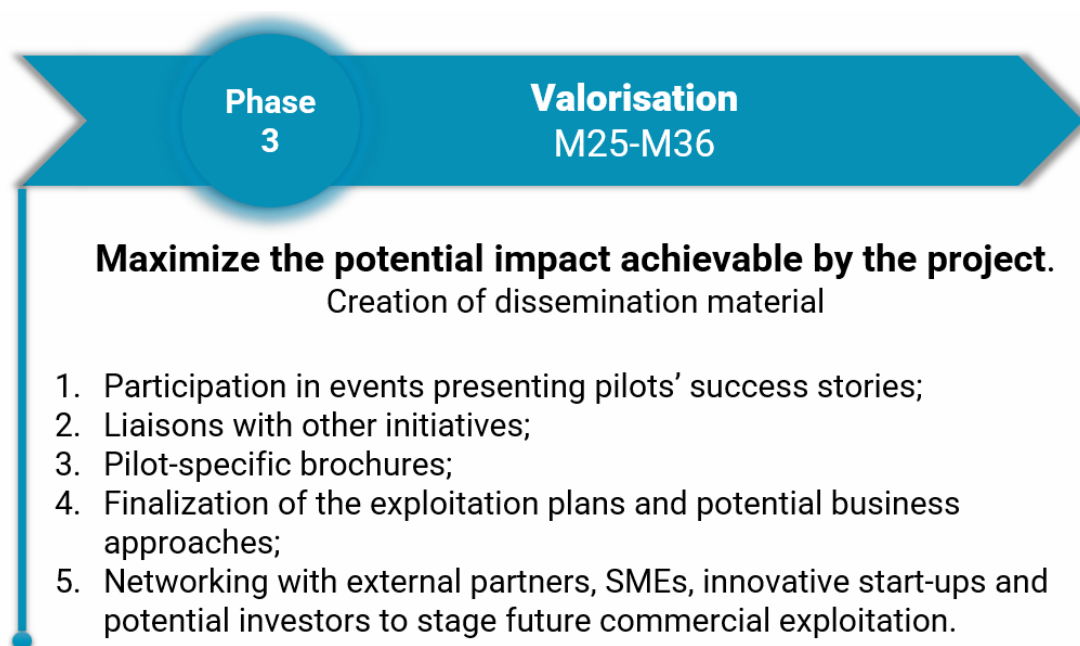 Phase
3
Valorisation
M25-M36
Maximize the potential impact achievable by the project.
Creation of dissemination material
1. Participation in events presenting pilots’ success stories;
2. Liaisons with other initiatives;
3. Pilot-specific brochures;
4. Finalization of the exploitation plans and potential business
approaches;
5. Networking with external partners, SMEs, innovative start-ups and
potential investors to stage future commercial exploitation.